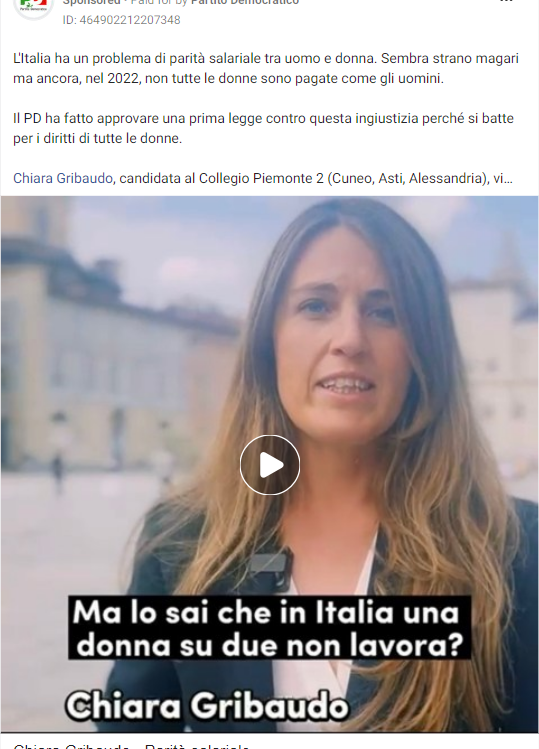 Sponsored • Paid for by Partito Democratico
ID: 464902212207348
L'Italia ha un problema di parità salariale tra uomo e donna. Sembra strano magari
ma ancora, nel 2022, non tutte le donne sono pagate come gli uomini.
Il PD ha fatto approvare una prima legge contro questa ingiustizia perché si batte
per i diritti di tutte le donne.
Chiara Gribaudo, candidata al Collegio Piemonte 2 (Cuneo, Asti, Alessandria), vi...
Ma lo sai che in Italia una
donna su due non lavora?
Chiara Gribaudo
Chiara Gribaudo - Parità salariale